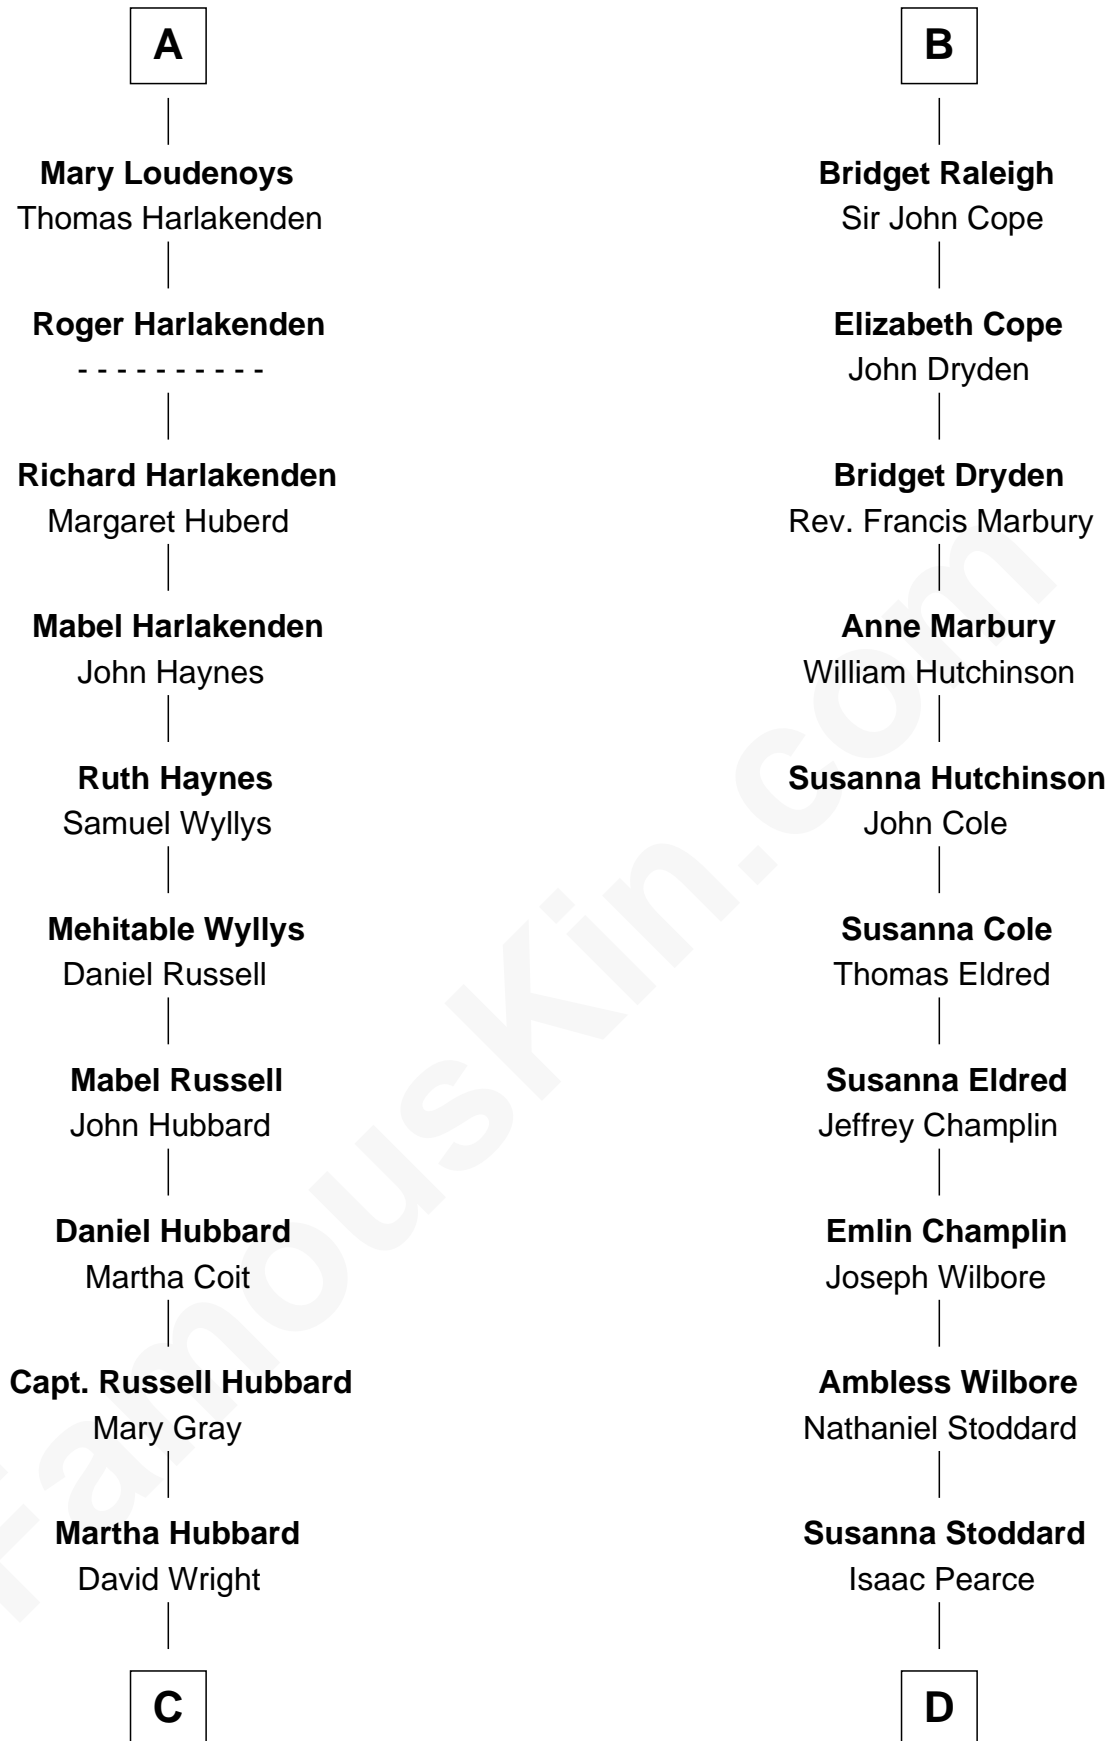 A
Mary Loudenoys
Thomas Harlakenden
Roger Harlakenden
- - - - - - - - - -
Richard Harlakenden
Margaret Huberd
Mabel Harlakenden
John Haynes
Ruth Haynes
Samuel Wyllys
Mehitable Wyllys
Daniel Russell
Mabel Russell
John Hubbard
Daniel Hubbard
Martha Coit
Capt. Russell Hubbard
Mary Gray
Martha Hubbard
David Wright
C
B
Bridget Raleigh
Sir John Cope
Elizabeth Cope
John Dryden
Bridget Dryden
Rev. Francis Marbury
Anne Marbury
William Hutchinson
Susanna Hutchinson
John Cole
Susanna Cole
Thomas Eldred
Susanna Eldred
Jeffrey Champlin
Emlin Champlin
Joseph Wilbore
Ambless Wilbore
Nathaniel Stoddard
Susanna Stoddard
Isaac Pearce
D
FamousKin.com